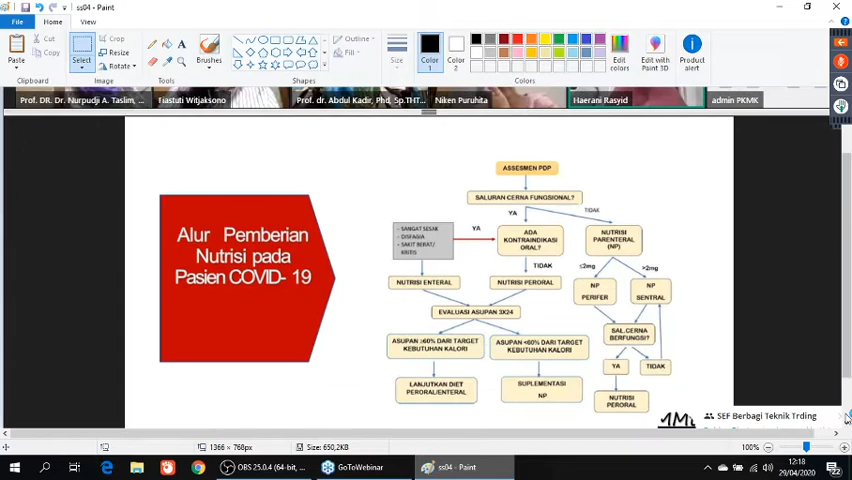 ss04 - Paint
File Home View
Paste
Cut
Copy
Clipboard
Select
Crop
Resize
Rotate
Image
Tools
Brushes
Shapes
Outline
Fill
Size
Color 1
Color 2
Edit colors
Colors
Edit with Paint 3D
Product alert
Prof. DR. Dr. Nurpudji A. Taslim, ...
Fiastuti Witjaksono
Prof. dr. Abdul Kadir, Phd, Sp.THT...
Niken Puruhita
Haerani Rasyid
admin PKMK
Alur Pemberian
Nutrisi pada
Pasien COVID- 19
ASSESMEN PDP
SALURAN CERNA FUNGSIONAL?
YA
TIDAK
- SANGAT SESAK
- DISFAGIA
- SAKIT BERAT/
KRITIS
YA
ADA
KONTRAINDIKASI
ORAL?
NUTRISI
PARENTERAL
(NP)
TIDAK
≤2mg
>2mg
NUTRISI ENTERAL
NUTRISI PERORAL
NP
PERIFER
NP
SENTRAL
EVALUASI ASUPAN 3X24
SAL.CERNA
BERFUNGSI?
ASUPAN ≥60% DARI TARGET
KEBUTUHAN KALORI
ASUPAN <60% DARI TARGET
KEBUTUHAN KALORI
YA
TIDAK
LANJUTKAN DIET
PERORAL/ENTERAL
SUPLEMENTASI
NP
NUTRISI
PERORAL
SEF Berbagi Teknik Trding
1366 × 768px
Size: 650,2KB
100%
OBS 25.0.4 (64-bit, ...
GoToWebinar
ss04 - Paint
12:18
29/04/2020
22